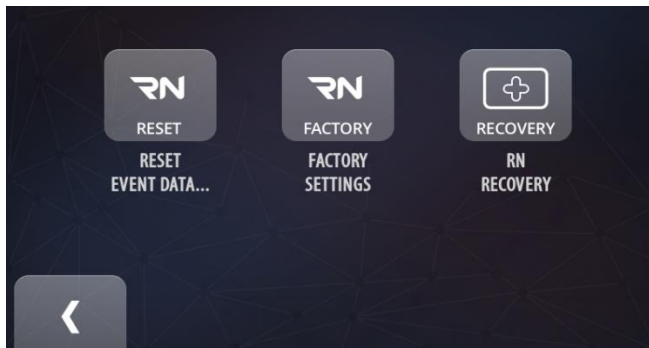 RN
RN
RESET
FACTORY
RECOVERY
RESET
EVENT DATA...
FACTORY
SETTINGS
RN
RECOVERY